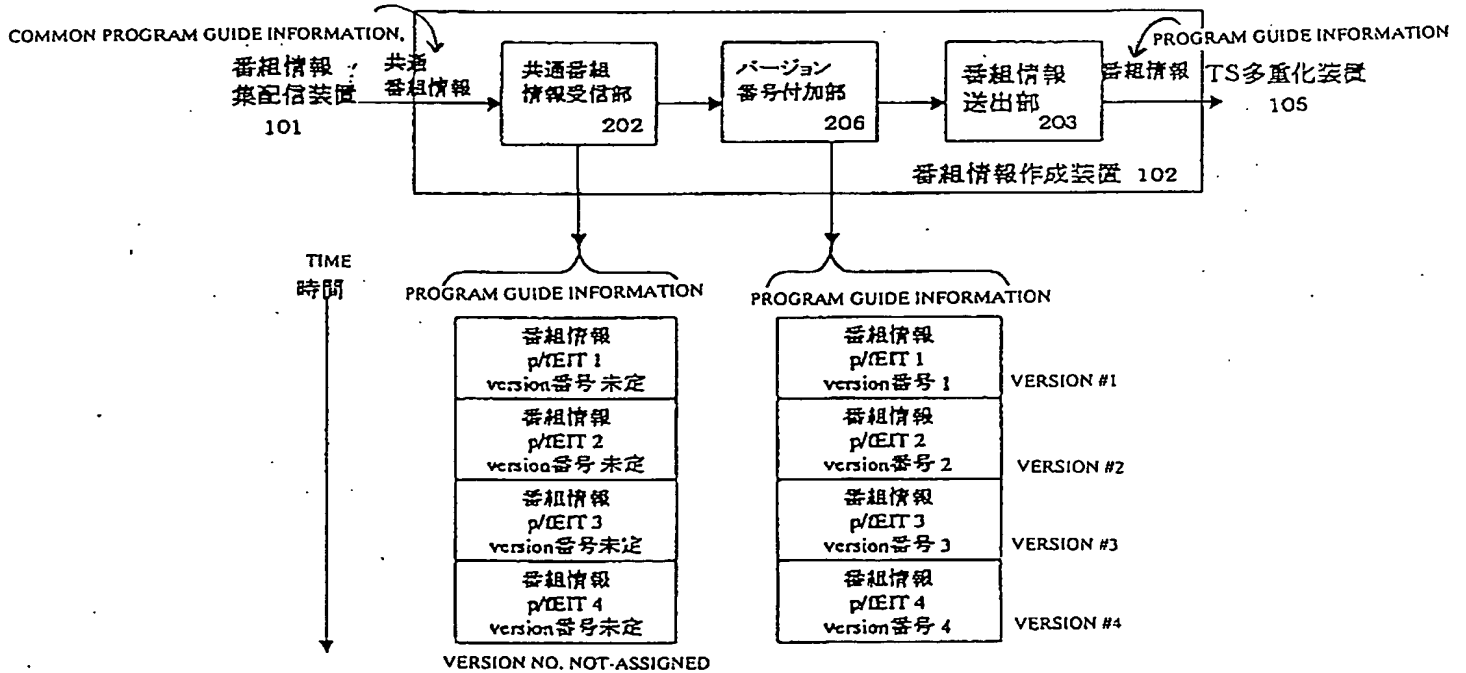 COMMON PROGRAM GUIDE INFORMATION,
PROGRAM GUIDE INFORMATION
番組情報
集配信装置
101
共通
番組情報
共通番組
情報受信部
202
バージョン
番号付加部
206
番組情報
送出部
203
番組情報
TS多重化装置
105
番組情報作成装置 102
TIME
時間
PROGRAM GUIDE INFORMATION
番組情報
p/fEIT 1
version番号 未定
番組情報
p/fEIT 2
version番号 未定
番組情報
p/fEIT 3
version番号未定
番組情報
p/fEIT 4
version番号未定
VERSION NO. NOT-ASSIGNED
PROGRAM GUIDE INFORMATION
番組情報
p/fEIT 1
version番号 1
VERSION #1
番組情報
p/fEIT 2
version番号 2
VERSION #2
番組情報
p/fEIT 3
version番号 3
VERSION #3
番組情報
p/fEIT 4
version番号 4
VERSION #4